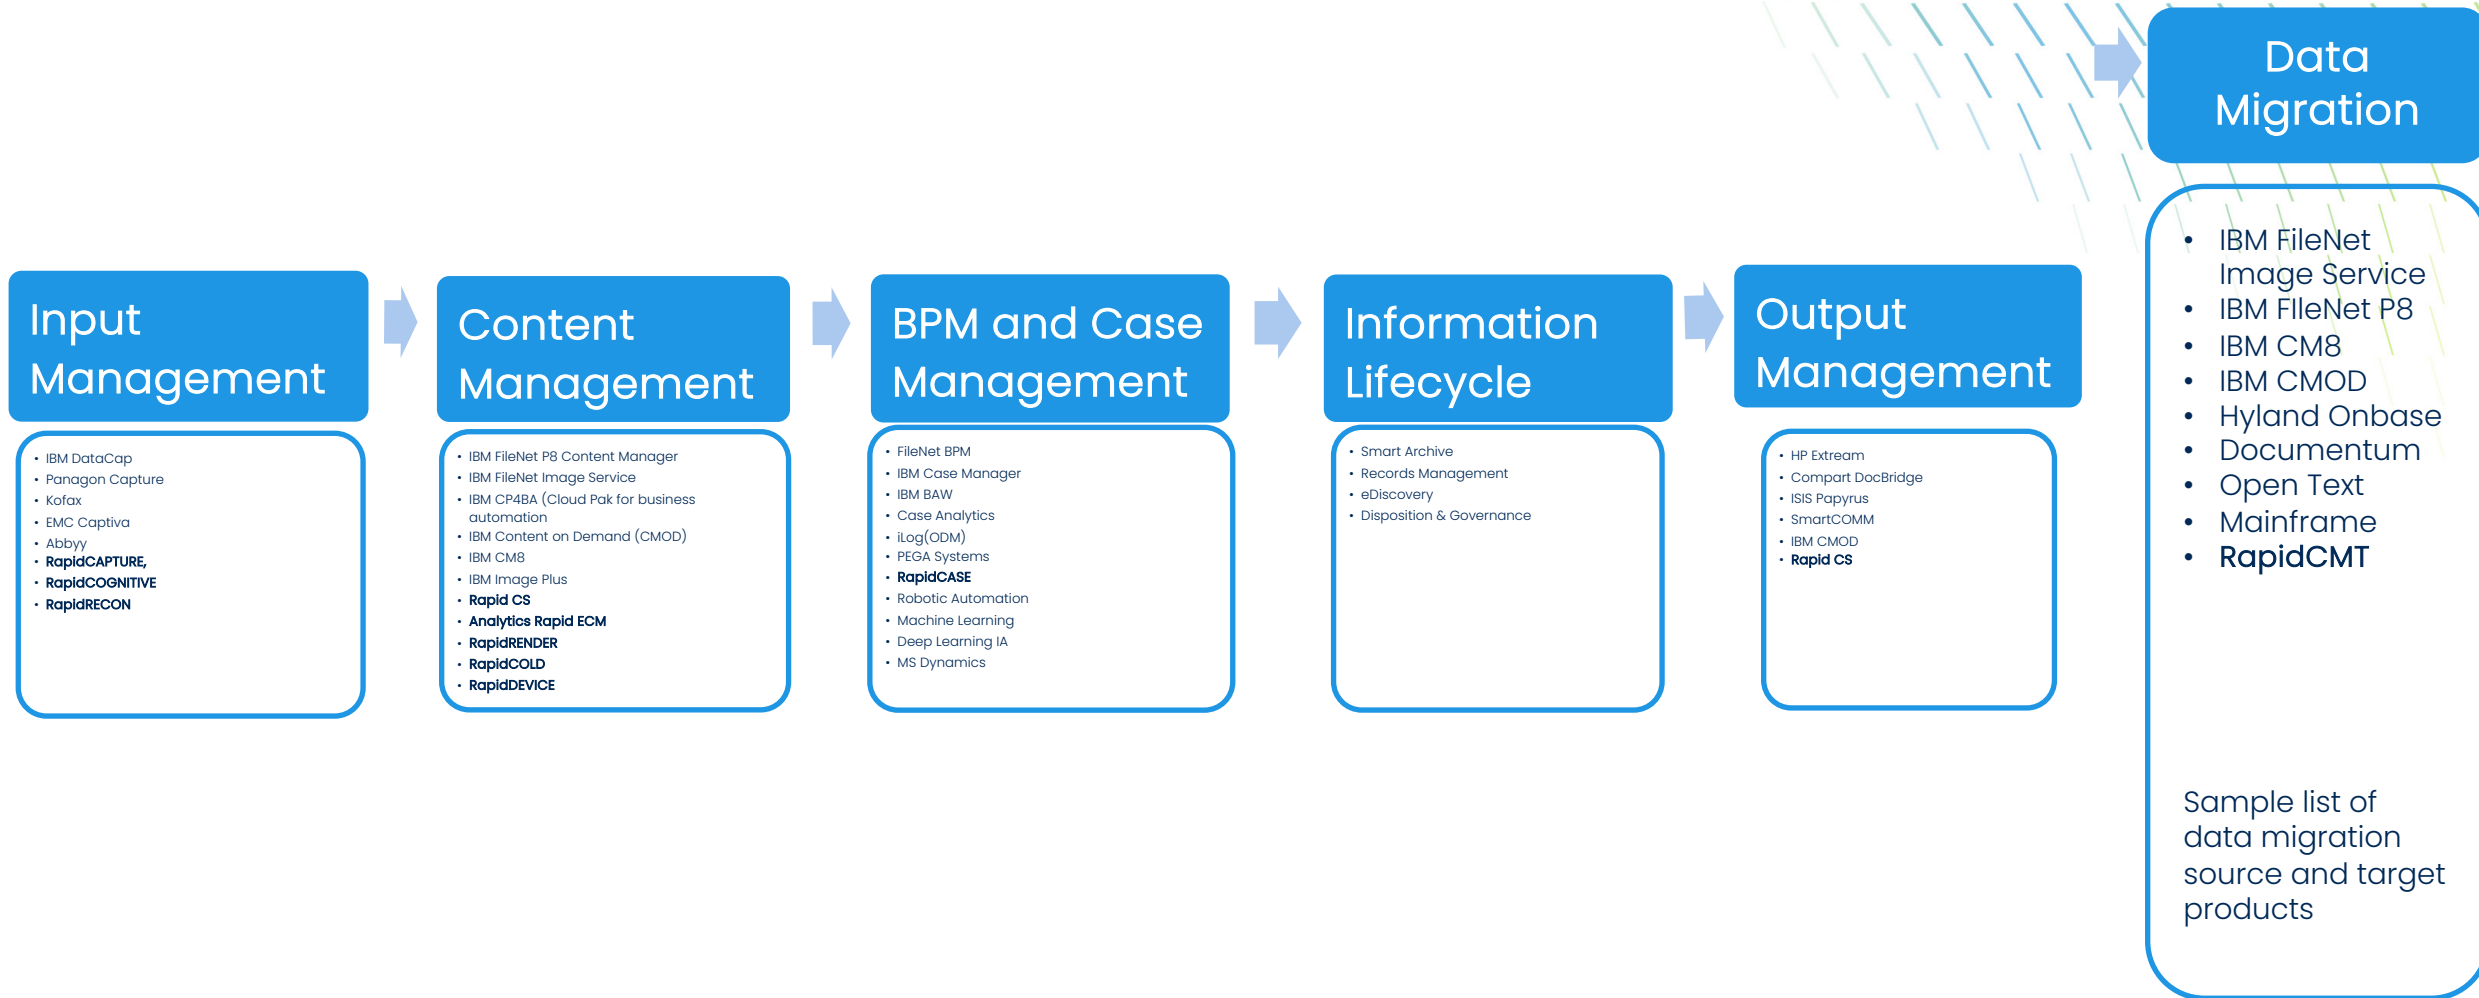 Input
Management
• IBM DataCap
• Panagon Capture
• Kofax
• EMC Captiva
• Abbyy
• RapidCAPTURE,
• RapidCOGNITIVE
• RapidRECON
Content
Management
• IBM FileNet P8 Content Manager
• IBM FileNet Image Service
• IBM CP4BA (Cloud Pak for business
automation
• IBM Content on Demand (CMOD)
• IBM CM8
• IBM Image Plus
• Rapid CS
• Analytics Rapid ECM
• RapidRENDER
• RapidCOLD
• RapidDEVICE
BPM and Case
Management
• FileNet BPM
• IBM Case Manager
• IBM BAW
• Case Analytics
• iLog(ODM)
• PEGA Systems
• RapidCASE
• Robotic Automation
• Machine Learning
• Deep Learning IA
• MS Dynamics
Information
Lifecycle
• Smart Archive
• Records Management
• eDiscovery
• Disposition & Governance
Output
Management
• HP Extream
• Compart DocBridge
• ISIS Papyrus
• SmartCOMM
• IBM CMOD
• Rapid CS
Data
Migration
• IBM FileNet
Image Service
• IBM FIleNet P8
• IBM CM8
• IBM CMOD
• Hyland Onbase
• Documentum
• Open Text
• Mainframe
• RapidCMT
Sample list of
data migration
source and target
products